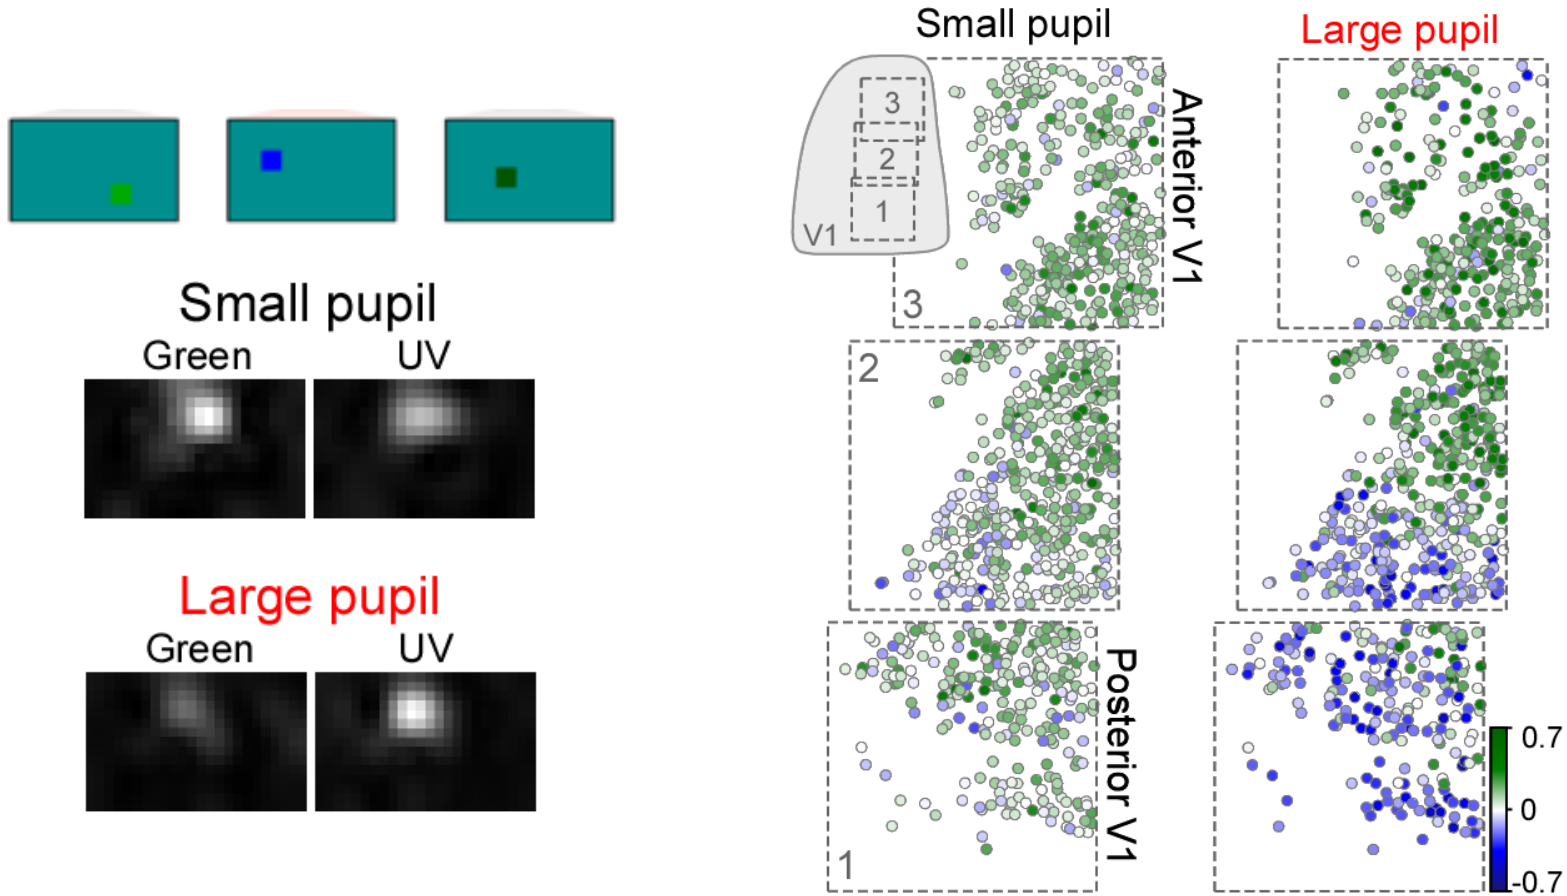 Small pupil
Green UV
Large pupil
Green UV
Small pupil
Large pupil
3
2
1
V1
3
Anterior V1
2
1
Posterior V1
0.7
0
-0.7